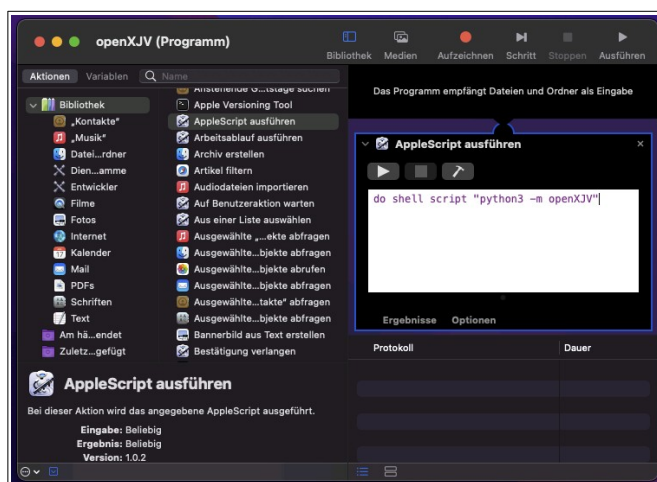 openXJV (Programm)
Bibliothek Medien Aufzeichnen Schritt Stoppen Ausführen
Aktionen Variablen Name
Das Programm empfängt Dateien und Ordner als Eingabe
Bibliothek
„Kontakte“
„Musik“
Datei...rdner
Dien...amme
Entwickler
Filme
Fotos
Internet
Kalender
Mail
PDFs
Schriften
Text
Am hä...endet
Zuletz...gefügt
Anstehende G...tstage suchen
Apple Versioning Tool
AppleScript ausführen
Arbeitsablauf ausführen
Archiv erstellen
Artikel filtern
Audiodateien importieren
Auf Benutzeraktion warten
Aus einer Liste auswählen
Ausgewählte „...ekte abfragen
Ausgewählte...bjekte abfragen
Ausgewählte...bjekte abrufen
Ausgewählte...bjekte abfragen
Ausgewählte...takte“ abfragen
Ausgewählte...bjekte abfragen
Bannerbild aus Text erstellen
Bestätigung verlangen
AppleScript ausführen
do shell script "python3 -m openXJV"
Ergebnisse Optionen
Protokoll Dauer
AppleScript ausführen
Bei dieser Aktion wird das angegebene AppleScript ausgeführt.
Eingabe: Beliebig
Ergebnis: Beliebig
Version: 1.0.2